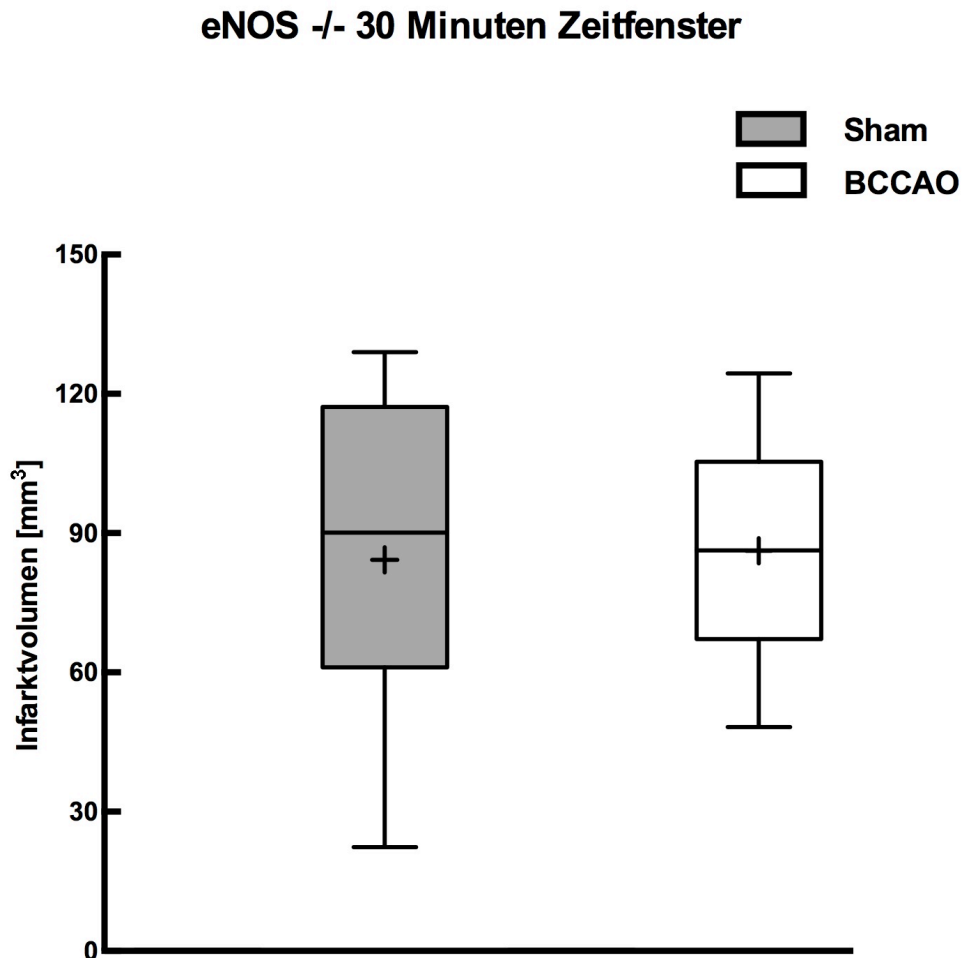 eNOS -/- 30 Minuten Zeitfenster
Sham
BCCAO
150
120
90
60
30
0
Infarktvolumen [mm³]